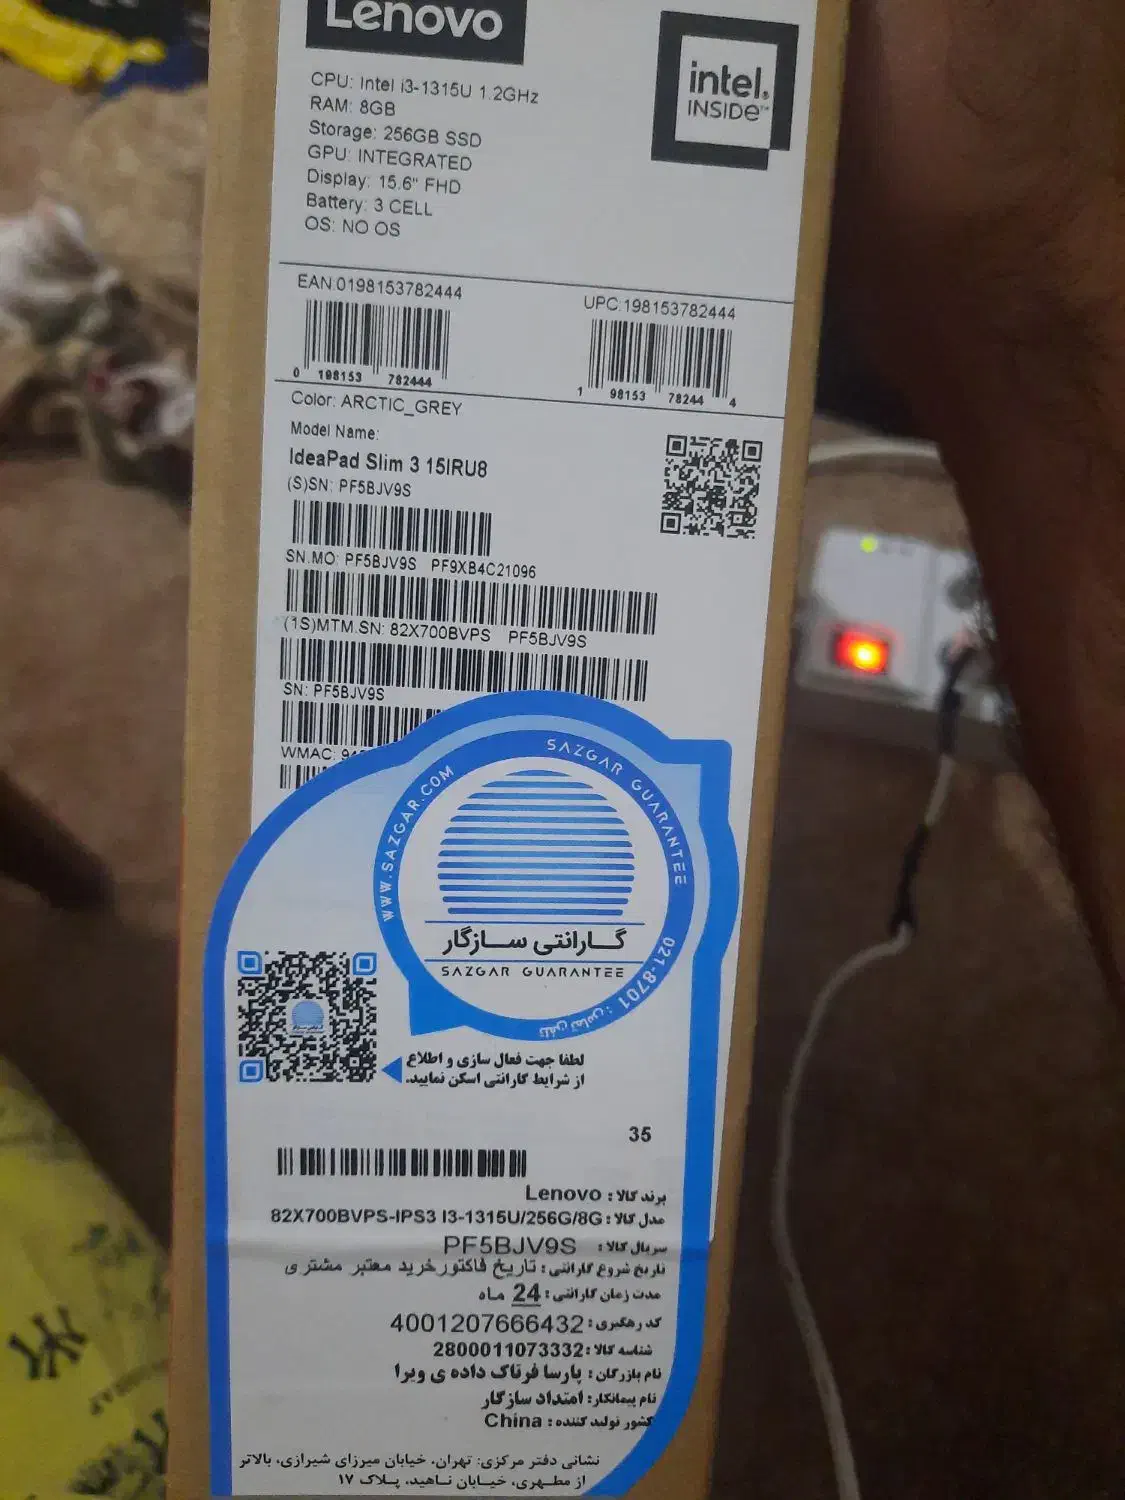 Lenovo
intel.
INSIDE™
CPU: Intel i3-1315U 1.2GHz
RAM: 8GB
Storage: 256GB SSD
GPU: INTEGRATED
Display: 15.6" FHD
Battery: 3 CELL
OS: NO OS
EAN:0198153782444
UPC:198153782444
0 198153 782444
1 98153 78244 4
Color: ARCTIC_GREY
Model Name:
IdeaPad Slim 3 15IRU8
(S)SN: PF5BJV9S
SN.MO: PF5BJV9S PF9XB4C21096
(1S)MTM.SN: 82X700BVPS PF5BJV9S
SN: PF5BJV9S
WMAC:
WWW.SAZGAR.COM
SAZGAR GUARANTEE
تلفن تماس: 021-8701
گارانتی سازگار
SAZGAR GUARANTEE
لطفا جهت فعال سازی و اطلاع
از شرایط گارانتی اسکن نمایید.
35
برند کالا : Lenovo
مدل کالا : 82X700BVPS-IPS3 I3-1315U/256G/8G
سریال کالا : PF5BJV9S
تاریخ شروع گارانتی : تاریخ فاکتور خرید معتبر مشتری
مدت زمان گارانتی : 24 ماه
کد رهگیری : 4001207666432
شناسه کالا : 2800011073332
نام بازرگان : پارسا فرتاک داده ی ویرا
نام پیمانکار: امتداد سازگار
کشور تولید کننده : China
نشانی دفتر مرکزی: تهران، خیابان میرزای شیرازی، بالاتر
از مطهری، خیابان ناهید، پلاک ۱۷